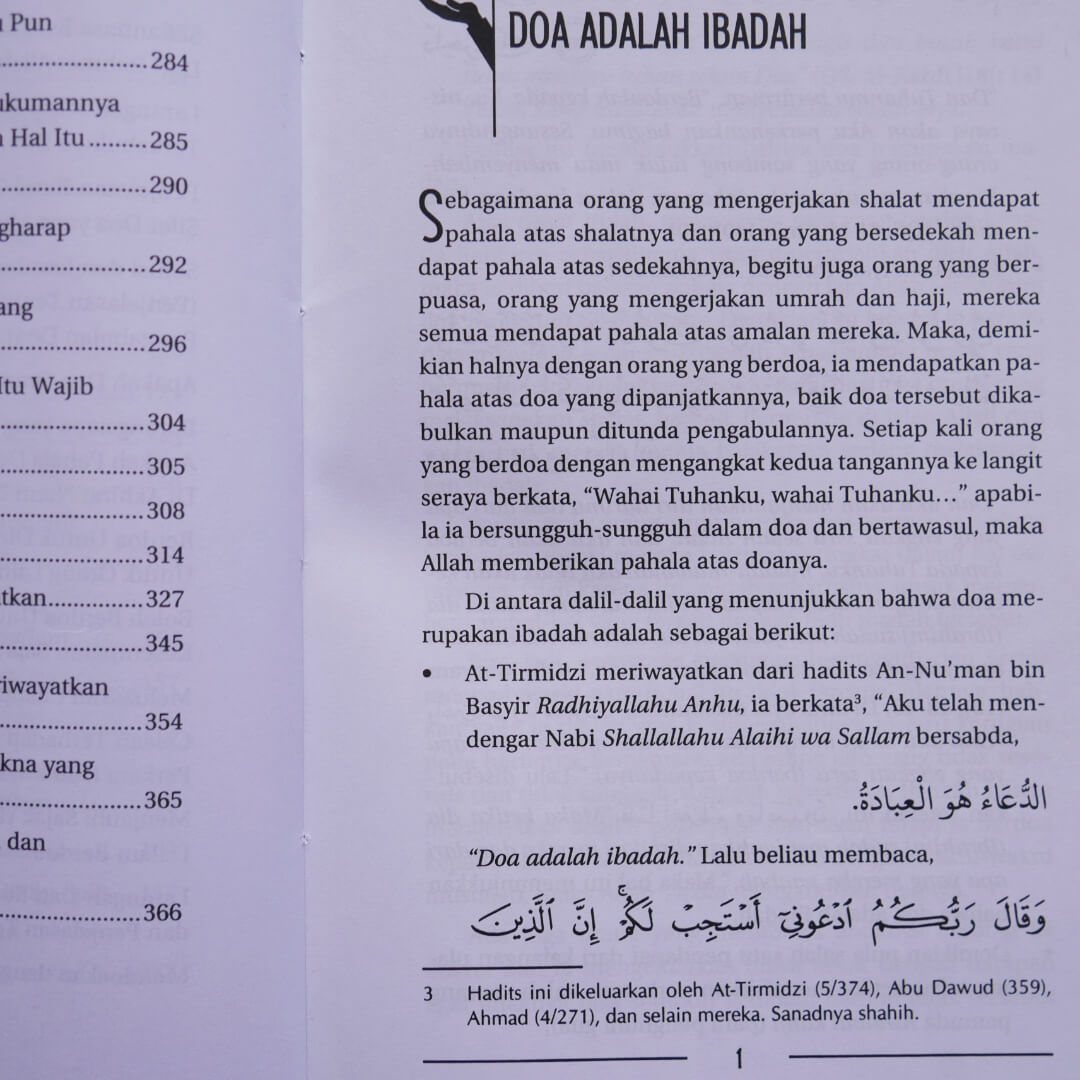 Pun
284
ukumannya
Hal Itu.........285
290
gharap
292
ang
296
Itu Wajib
304
305
308
314
tkan...............327
345
riwayatkan
354
kna yang
365
dan
366
DOA ADALAH IBADAH
Sebagaimana orang yang mengerjakan shalat mendapat
pahala atas shalatnya dan orang yang bersedekah men-
dapat pahala atas sedekahnya, begitu juga orang yang ber-
puasa, orang yang mengerjakan umrah dan haji, mereka
semua mendapat pahala atas amalan mereka. Maka, demi-
kian halnya dengan orang yang berdoa, ia mendapatkan pa-
hala atas doa yang dipanjatkannya, baik doa tersebut dika-
bulkan maupun ditunda pengabulannya. Setiap kali orang
yang berdoa dengan mengangkat kedua tangannya ke langit
seraya berkata, “Wahai Tuhanku, wahai Tuhanku...” apabi-
la ia bersungguh-sungguh dalam doa dan bertawasul, maka
Allah memberikan pahala atas doanya.
Di antara dalil-dalil yang menunjukkan bahwa doa me-
rupakan ibadah adalah sebagai berikut:
• At-Tirmidzi meriwayatkan dari hadits An-Nu’man bin
Basyir Radhiyallahu Anhu, ia berkata³, “Aku telah men-
dengar Nabi Shallallahu Alaihi wa Sallam bersabda,
الدُّعَاءُ هُوَ الْعِبَادَةُ.
“Doa adalah ibadah.” Lalu beliau membaca,
وَقَالَ رَبُّكُمُ ٱدْعُونِيٓ أَسْتَجِبْ لَكُمْ ۚ إِنَّ ٱلَّذِينَ
3 Hadits ini dikeluarkan oleh At-Tirmidzi (5/374), Abu Dawud (359),
Ahmad (4/271), dan selain mereka. Sanadnya shahih.
1